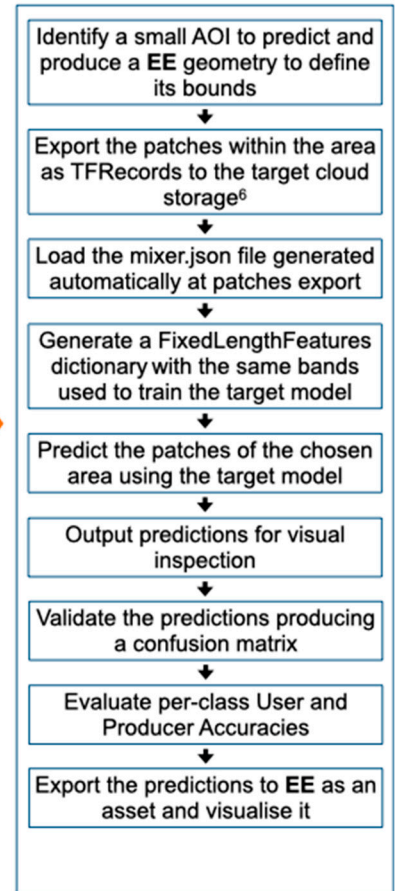 Identify a small AOI to predict and
produce a EE geometry to define
its bounds
Export the patches within the area
as TFRecords to the target cloud
storage⁶
Load the mixer.json file generated
automatically at patches export
Generate a FixedLengthFeatures
dictionary with the same bands
used to train the target model
Predict the patches of the chosen
area using the target model
Output predictions for visual
inspection
Validate the predictions producing
a confusion matrix
Evaluate per-class User and
Producer Accuracies
Export the predictions to EE as an
asset and visualise it